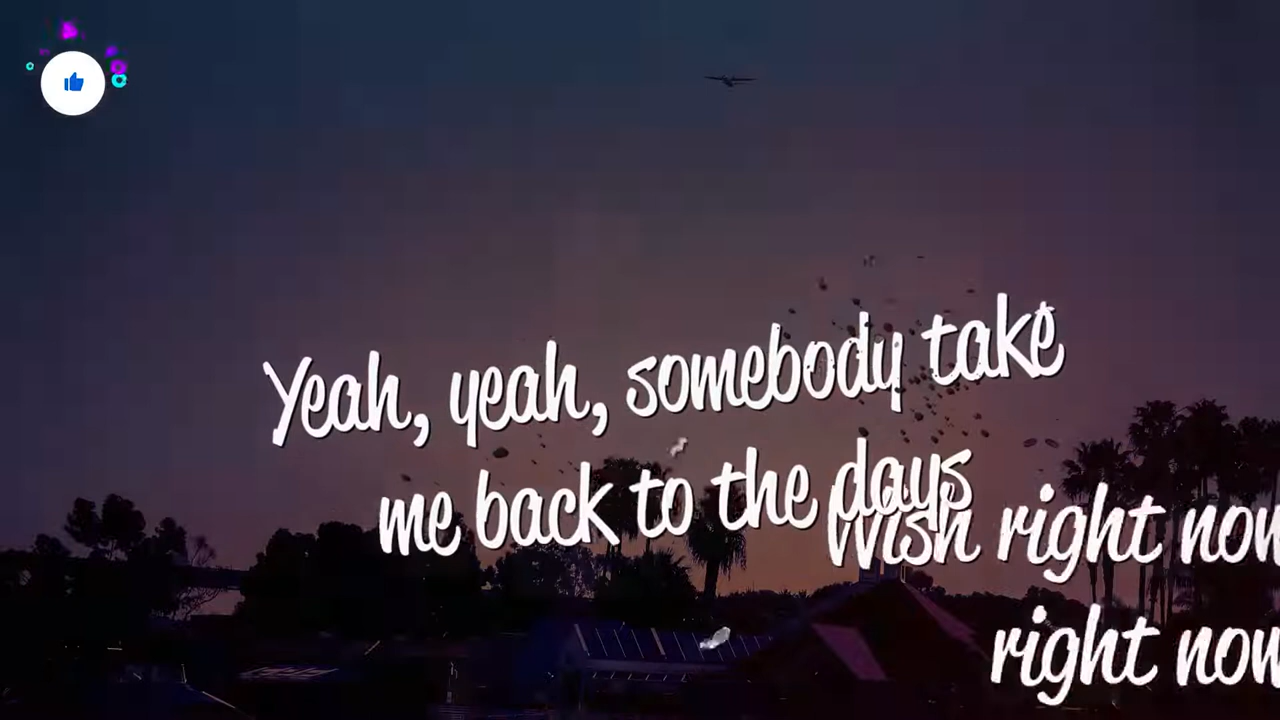 Yeah, yeah, somebody take
me back to the days
Wish right now
right now